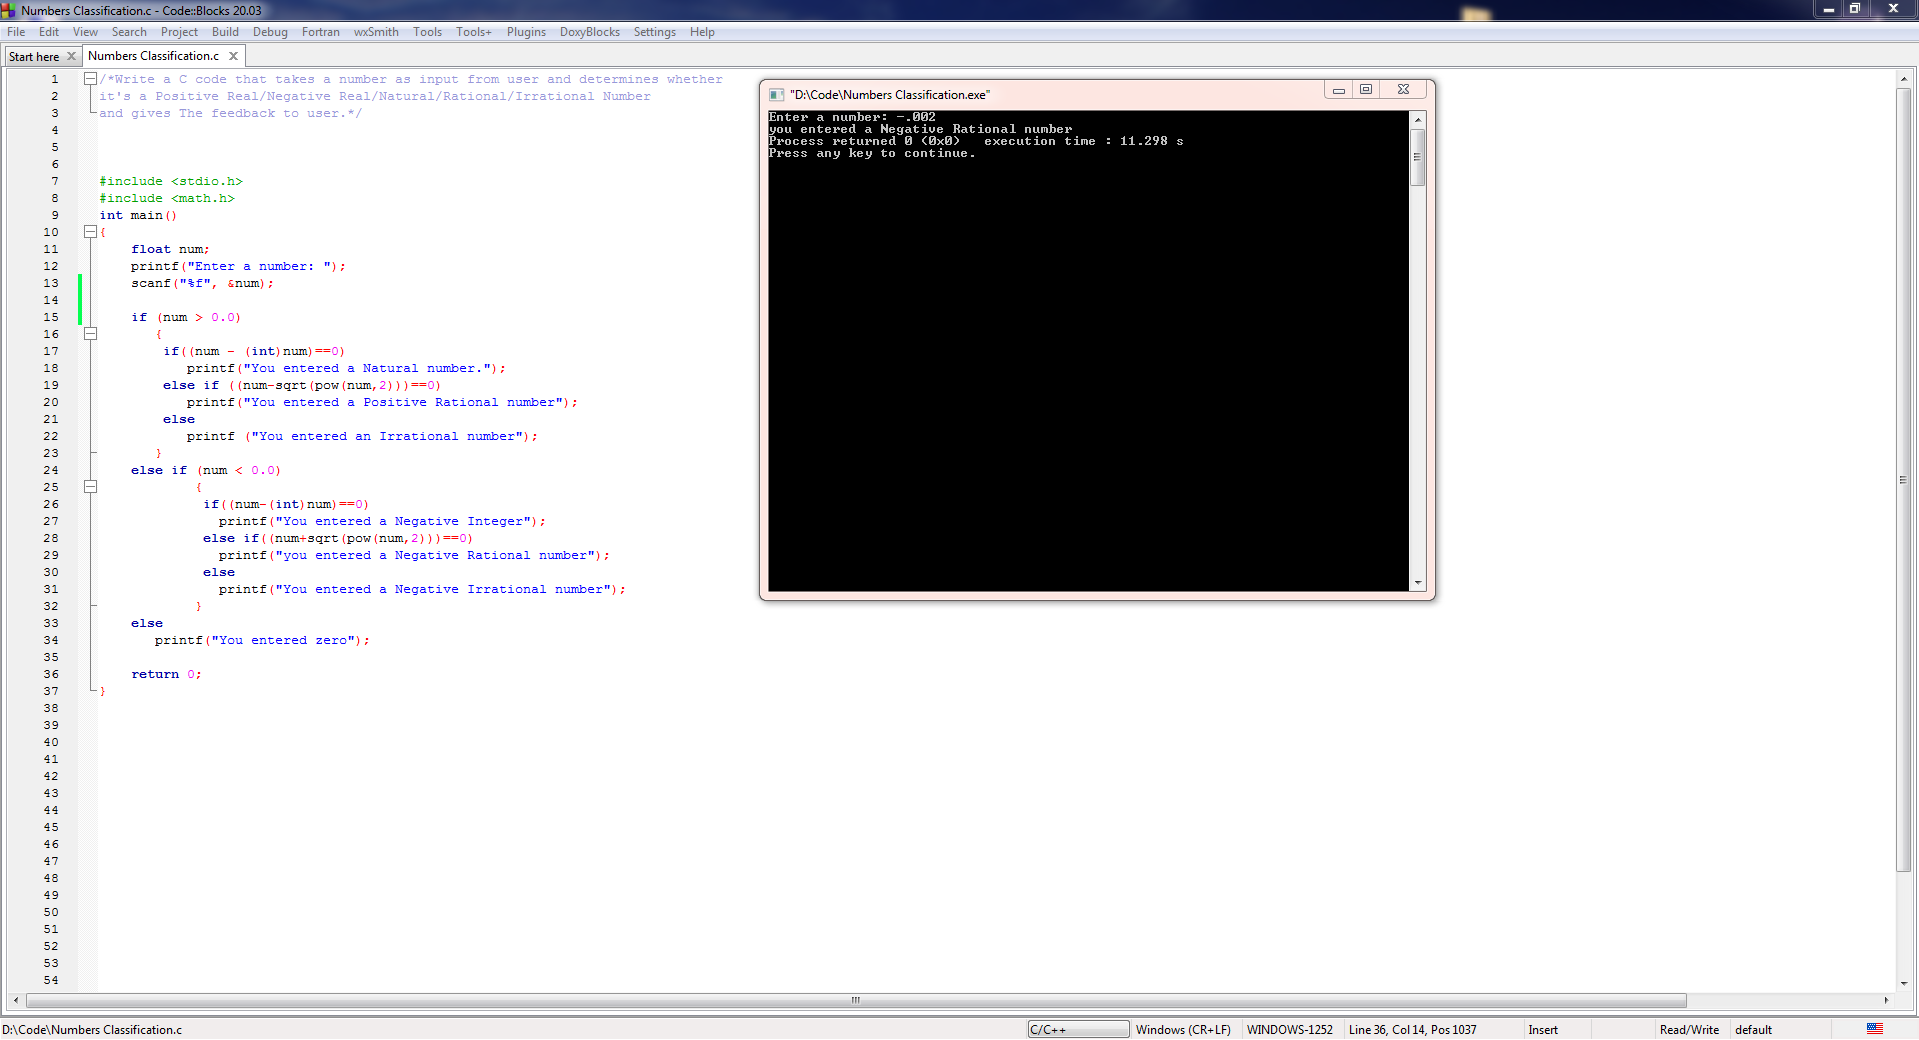 Numbers Classification.c - Code::Blocks 20.03
File Edit View Search Project Build Debug Fortran wxSmith Tools Tools+ Plugins DoxyBlocks Settings Help
Start here Numbers Classification.c
1 /*Write a C code that takes a number as input from user and determines whether
2 it's a Positive Real/Negative Real/Natural/Rational/Irrational Number
3 and gives The feedback to user.*/
4
5
6
7 #include <stdio.h>
8 #include <math.h>
9 int main()
10 {
11 float num;
12 printf("Enter a number: ");
13 scanf("%f", &num);
14
15 if (num > 0.0)
16 {
17 if((num - (int)num)==0)
18 printf("You entered a Natural number.");
19 else if ((num-sqrt(pow(num,2)))==0)
20 printf("You entered a Positive Rational number");
21 else
22 printf ("You entered an Irrational number");
23 }
24 else if (num < 0.0)
25 {
26 if((num-(int)num)==0)
27 printf("You entered a Negative Integer");
28 else if((num+sqrt(pow(num,2)))==0)
29 printf("you entered a Negative Rational number");
30 else
31 printf("You entered a Negative Irrational number");
32 }
33 else
34 printf("You entered zero");
35
36 return 0;
37 }
38
39
40
41
42
43
44
45
46
47
48
49
50
51
52
53
54
"D:\Code\Numbers Classification.exe"
Enter a number: -.002
you entered a Negative Rational number
Process returned 0 (0x0) execution time : 11.298 s
Press any key to continue.
D:\Code\Numbers Classification.c C/C++ Windows (CR+LF) WINDOWS-1252 Line 36, Col 14, Pos 1037 Insert Read/Write default